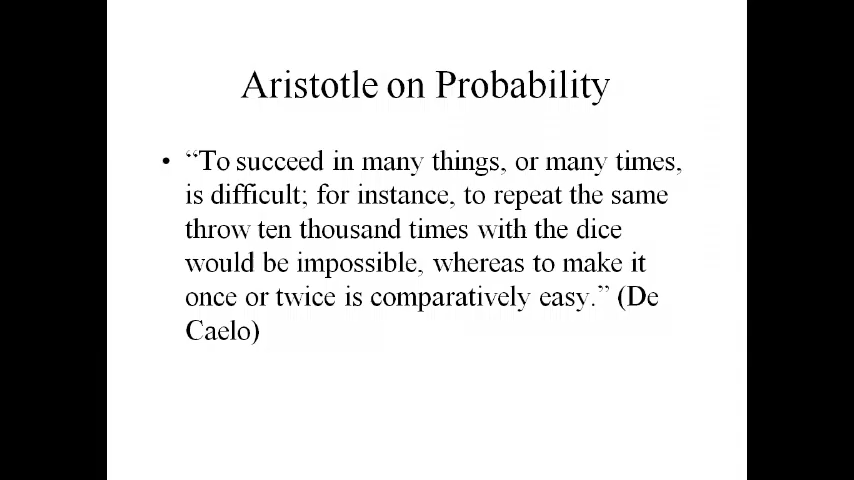 Aristotle on Probability
• “To succeed in many things, or many times,
is difficult; for instance, to repeat the same
throw ten thousand times with the dice
would be impossible, whereas to make it
once or twice is comparatively easy.” (De
Caelo)